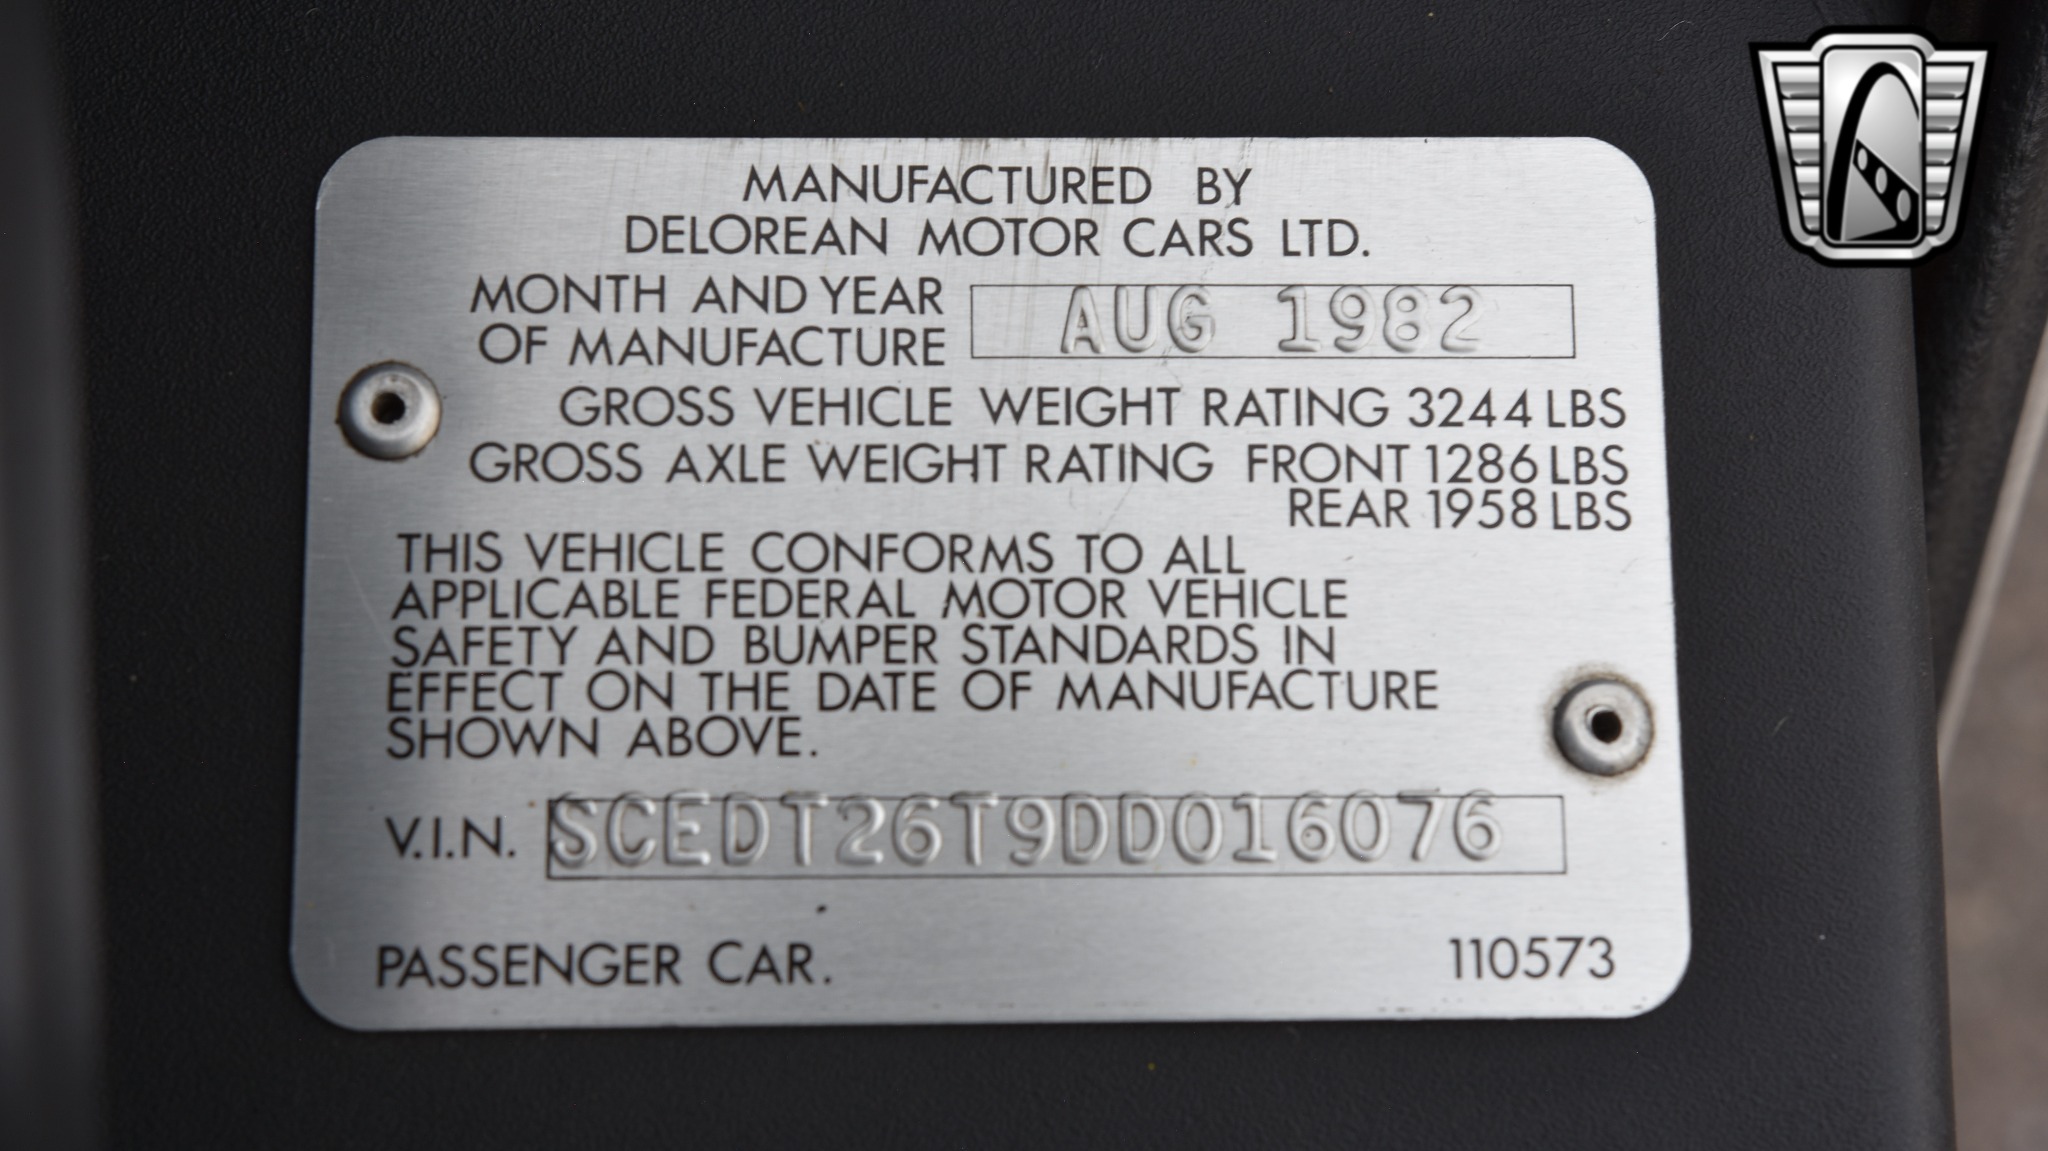 MANUFACTURED BY
DELOREAN MOTOR CARS LTD.
MONTH AND YEAR
OF MANUFACTURE AUG 1982
GROSS VEHICLE WEIGHT RATING 3244 LBS
GROSS AXLE WEIGHT RATING FRONT 1286 LBS
REAR 1958 LBS
THIS VEHICLE CONFORMS TO ALL
APPLICABLE FEDERAL MOTOR VEHICLE
SAFETY AND BUMPER STANDARDS IN
EFFECT ON THE DATE OF MANUFACTURE
SHOWN ABOVE.
V.I.N. SCEDT26T9DD016076
PASSENGER CAR. 110573